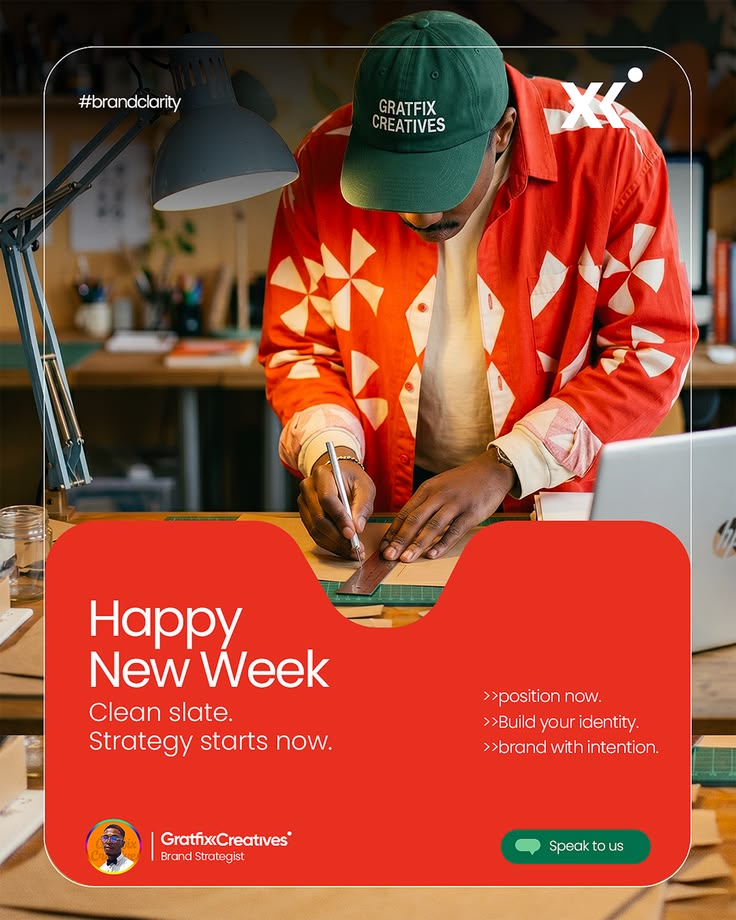 #brandclarity
GRATFIX
CREATIVES
Happy
New Week
Clean slate.
Strategy starts now.
>>position now.
>>Build your identity.
>>brand with intention.
GratfixCreatives
Brand Strategist
Speak to us
hp